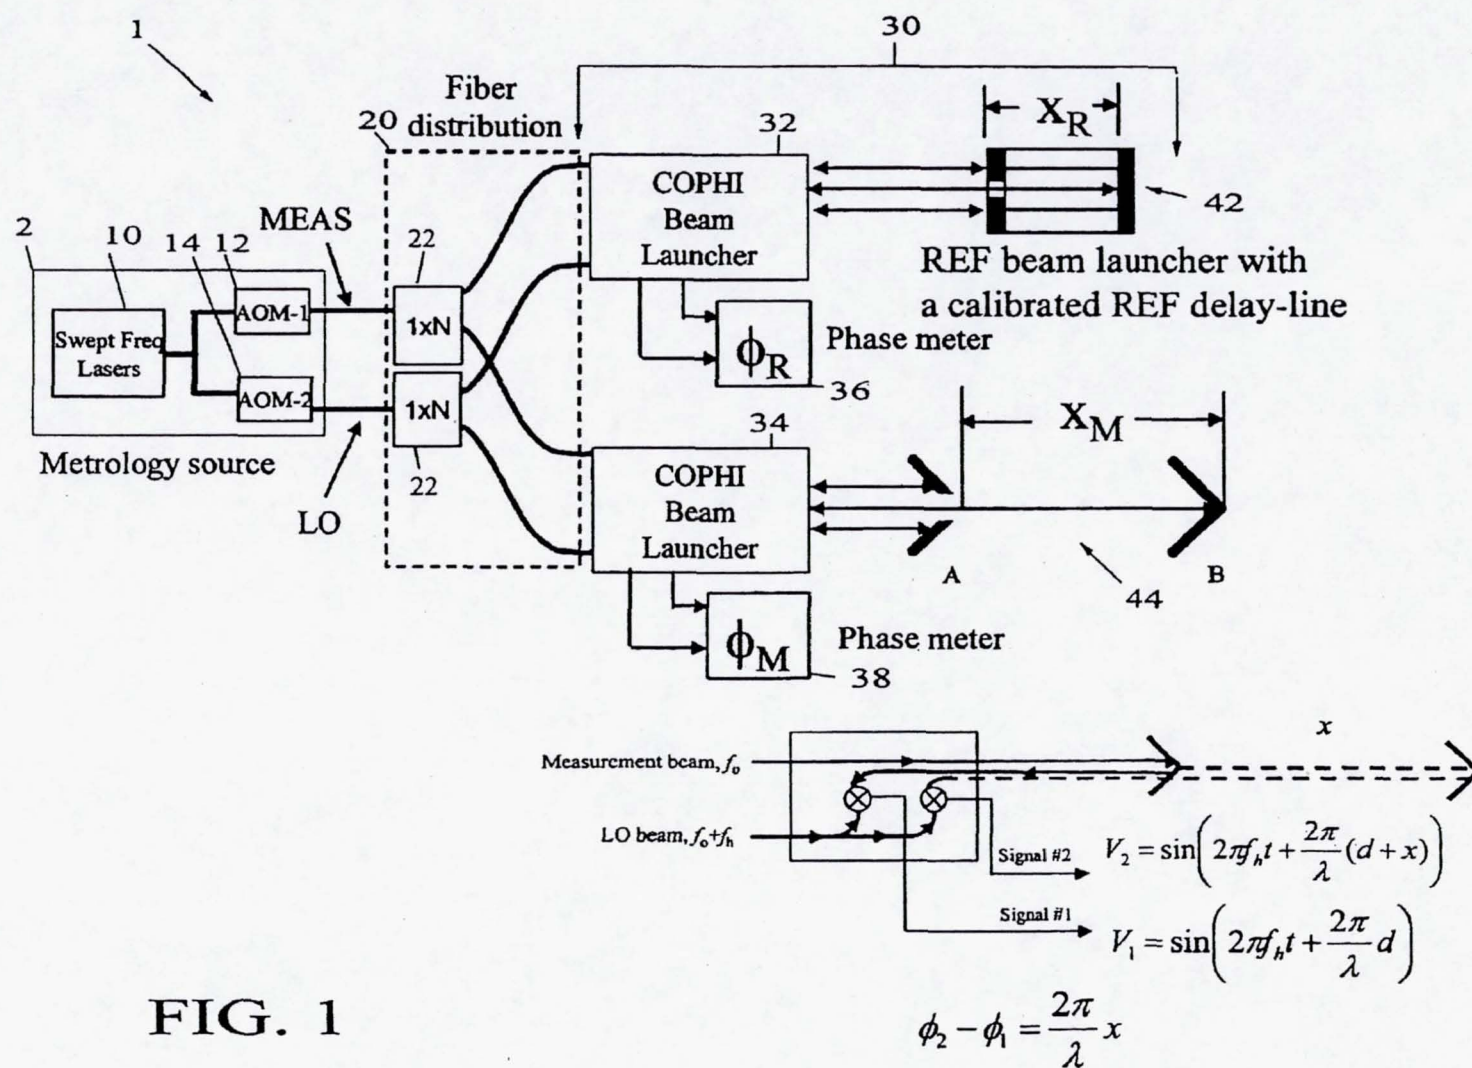 1
30
Fiber
distribution
20
32
X_R
COPHI
Beam
Launcher
42
MEAS
2
10
14
12
22
REF beam launcher with
a calibrated REF delay-line
AOM-1
Swept Freq
Lasers
1xN
ϕ_R
Phase meter
36
AOM-2
1xN
34
X_M
Metrology source
22
LO
COPHI
Beam
Launcher
A
B
44
ϕ_M
Phase meter
38
x
Measurement beam, f_o
LO beam, f_o+f_h
Signal #2
V_2 = sin(2πf_h t + 2π/λ (d + x))
Signal #1
V_1 = sin(2πf_h t + 2π/λ d)
FIG. 1
ϕ_2 − ϕ_1 = 2π/λ x